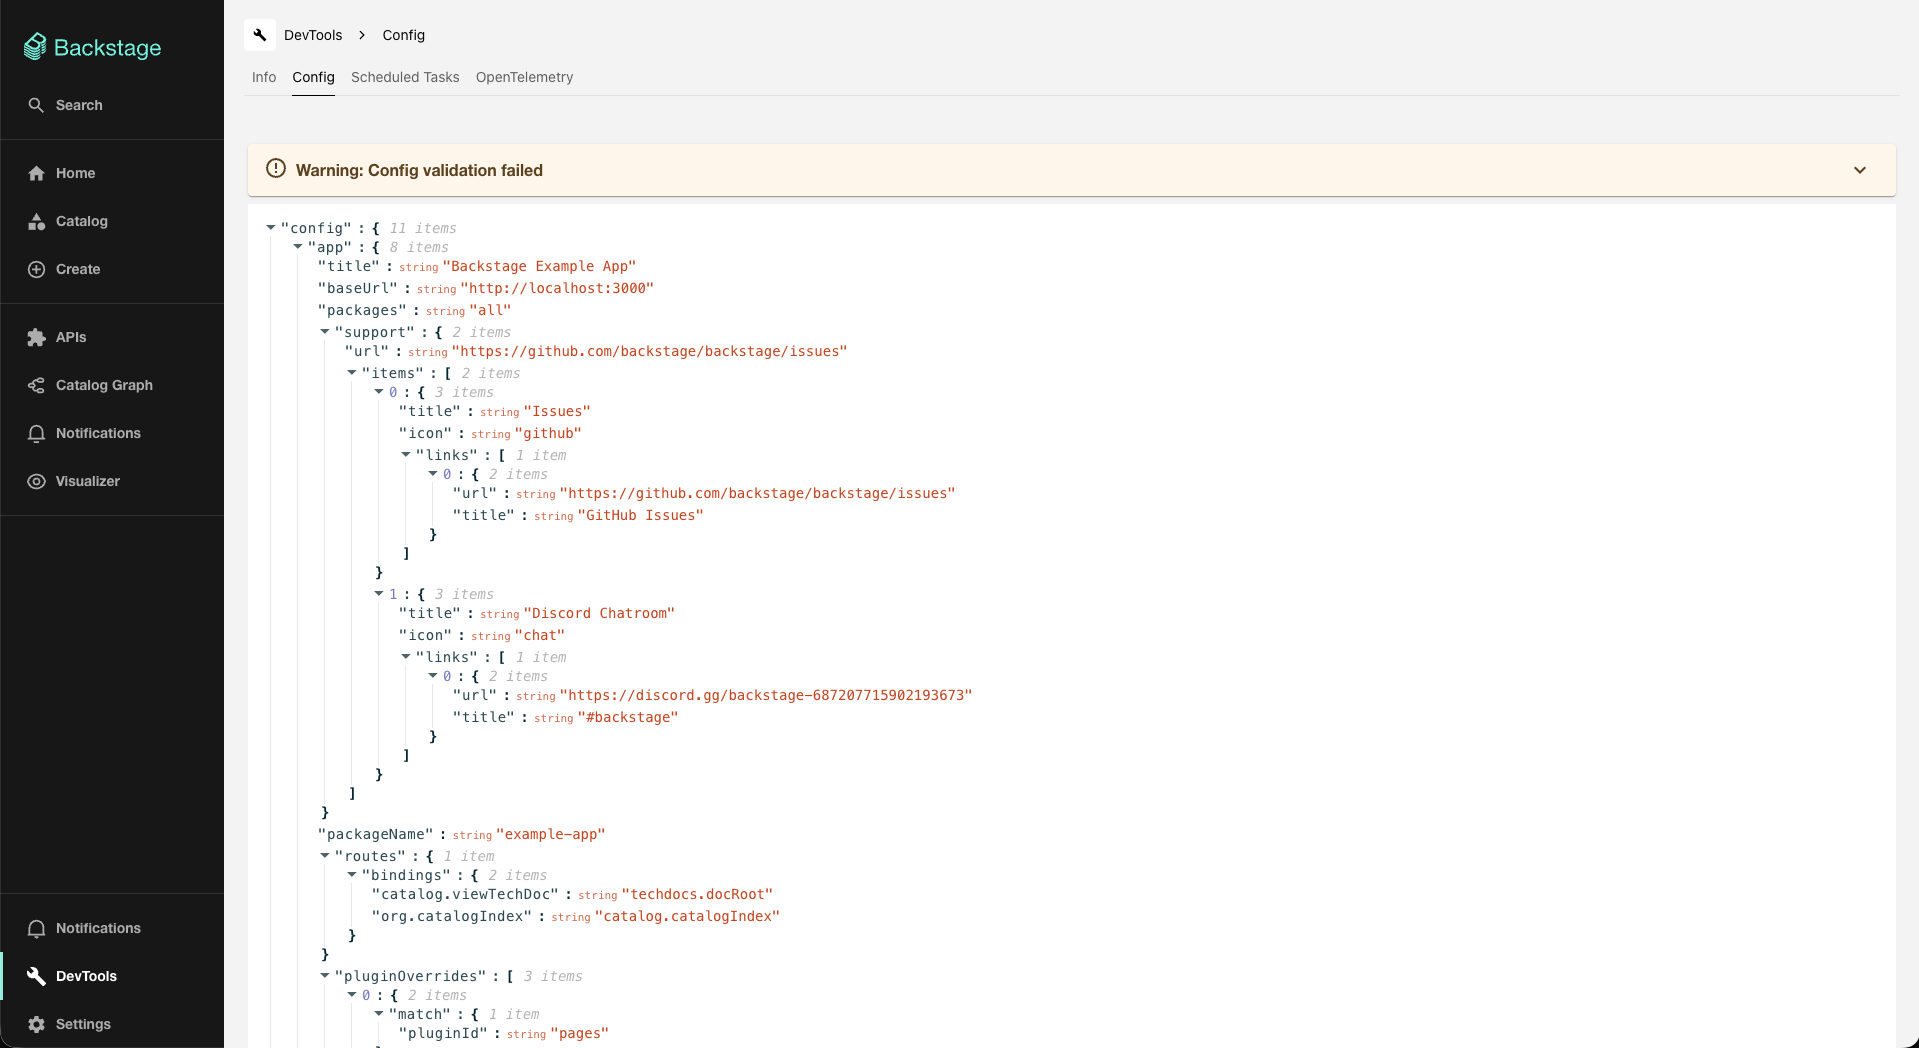 Backstage
Search
Home
Catalog
Create
APIs
Catalog Graph
Notifications
Visualizer
Notifications
DevTools
Settings
DevTools > Config
Info Config Scheduled Tasks OpenTelemetry
Warning: Config validation failed
"config" : { 11 items
"app" : { 8 items
"title" : string "Backstage Example App"
"baseUrl" : string "http://localhost:3000"
"packages" : string "all"
"support" : { 2 items
"url" : string "https://github.com/backstage/backstage/issues"
"items" : [ 2 items
0 : { 3 items
"title" : string "Issues"
"icon" : string "github"
"links" : [ 1 item
0 : { 2 items
"url" : string "https://github.com/backstage/backstage/issues"
"title" : string "GitHub Issues"
}
]
}
1 : { 3 items
"title" : string "Discord Chatroom"
"icon" : string "chat"
"links" : [ 1 item
0 : { 2 items
"url" : string "https://discord.gg/backstage-687207715902193673"
"title" : string "#backstage"
}
]
}
]
}
"packageName" : string "example-app"
"routes" : { 1 item
"bindings" : { 2 items
"catalog.viewTechDoc" : string "techdocs.docRoot"
"org.catalogIndex" : string "catalog.catalogIndex"
}
}
"pluginOverrides" : [ 3 items
0 : { 2 items
"match" : { 1 item
"pluginId" : string "pages"